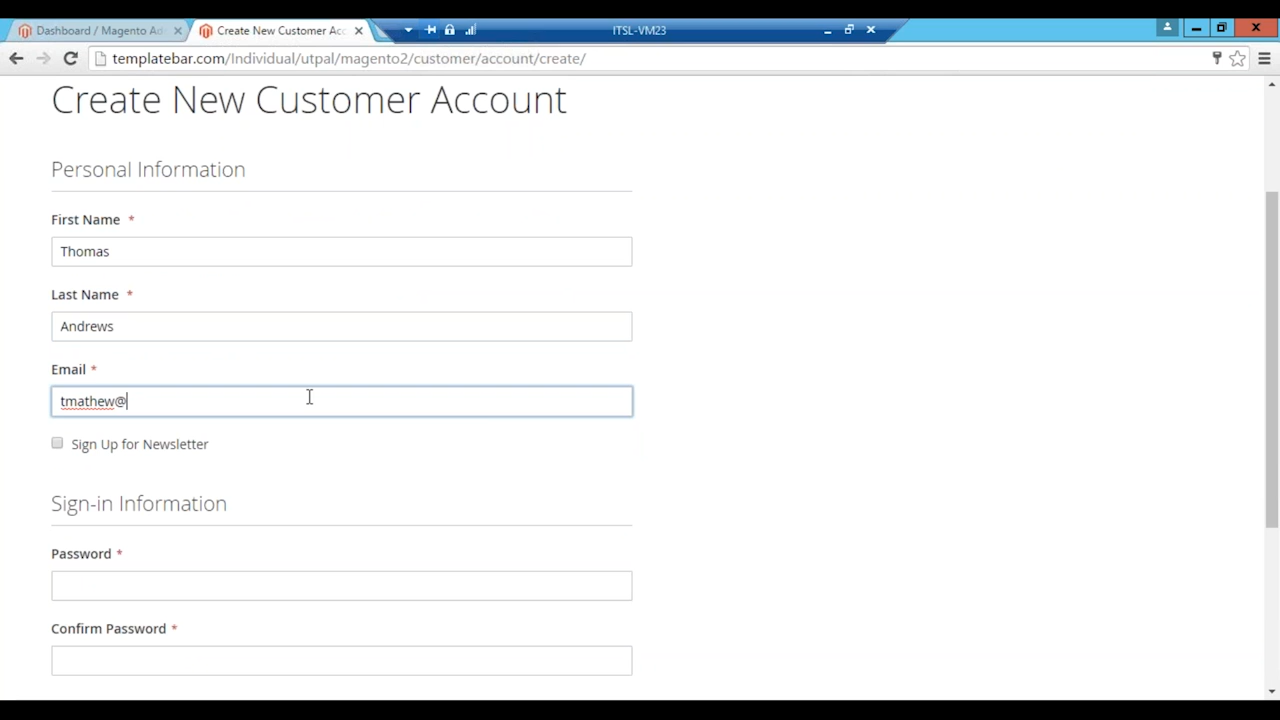 Dashboard / Magento Ad
Create New Customer Acc
ITSL-VM23
templatebar.com/Individual/utpal/magento2/customer/account/create/
Create New Customer Account
Personal Information
First Name *
Thomas
Last Name *
Andrews
Email *
tmathew@
Sign Up for Newsletter
Sign-in Information
Password *
Confirm Password *